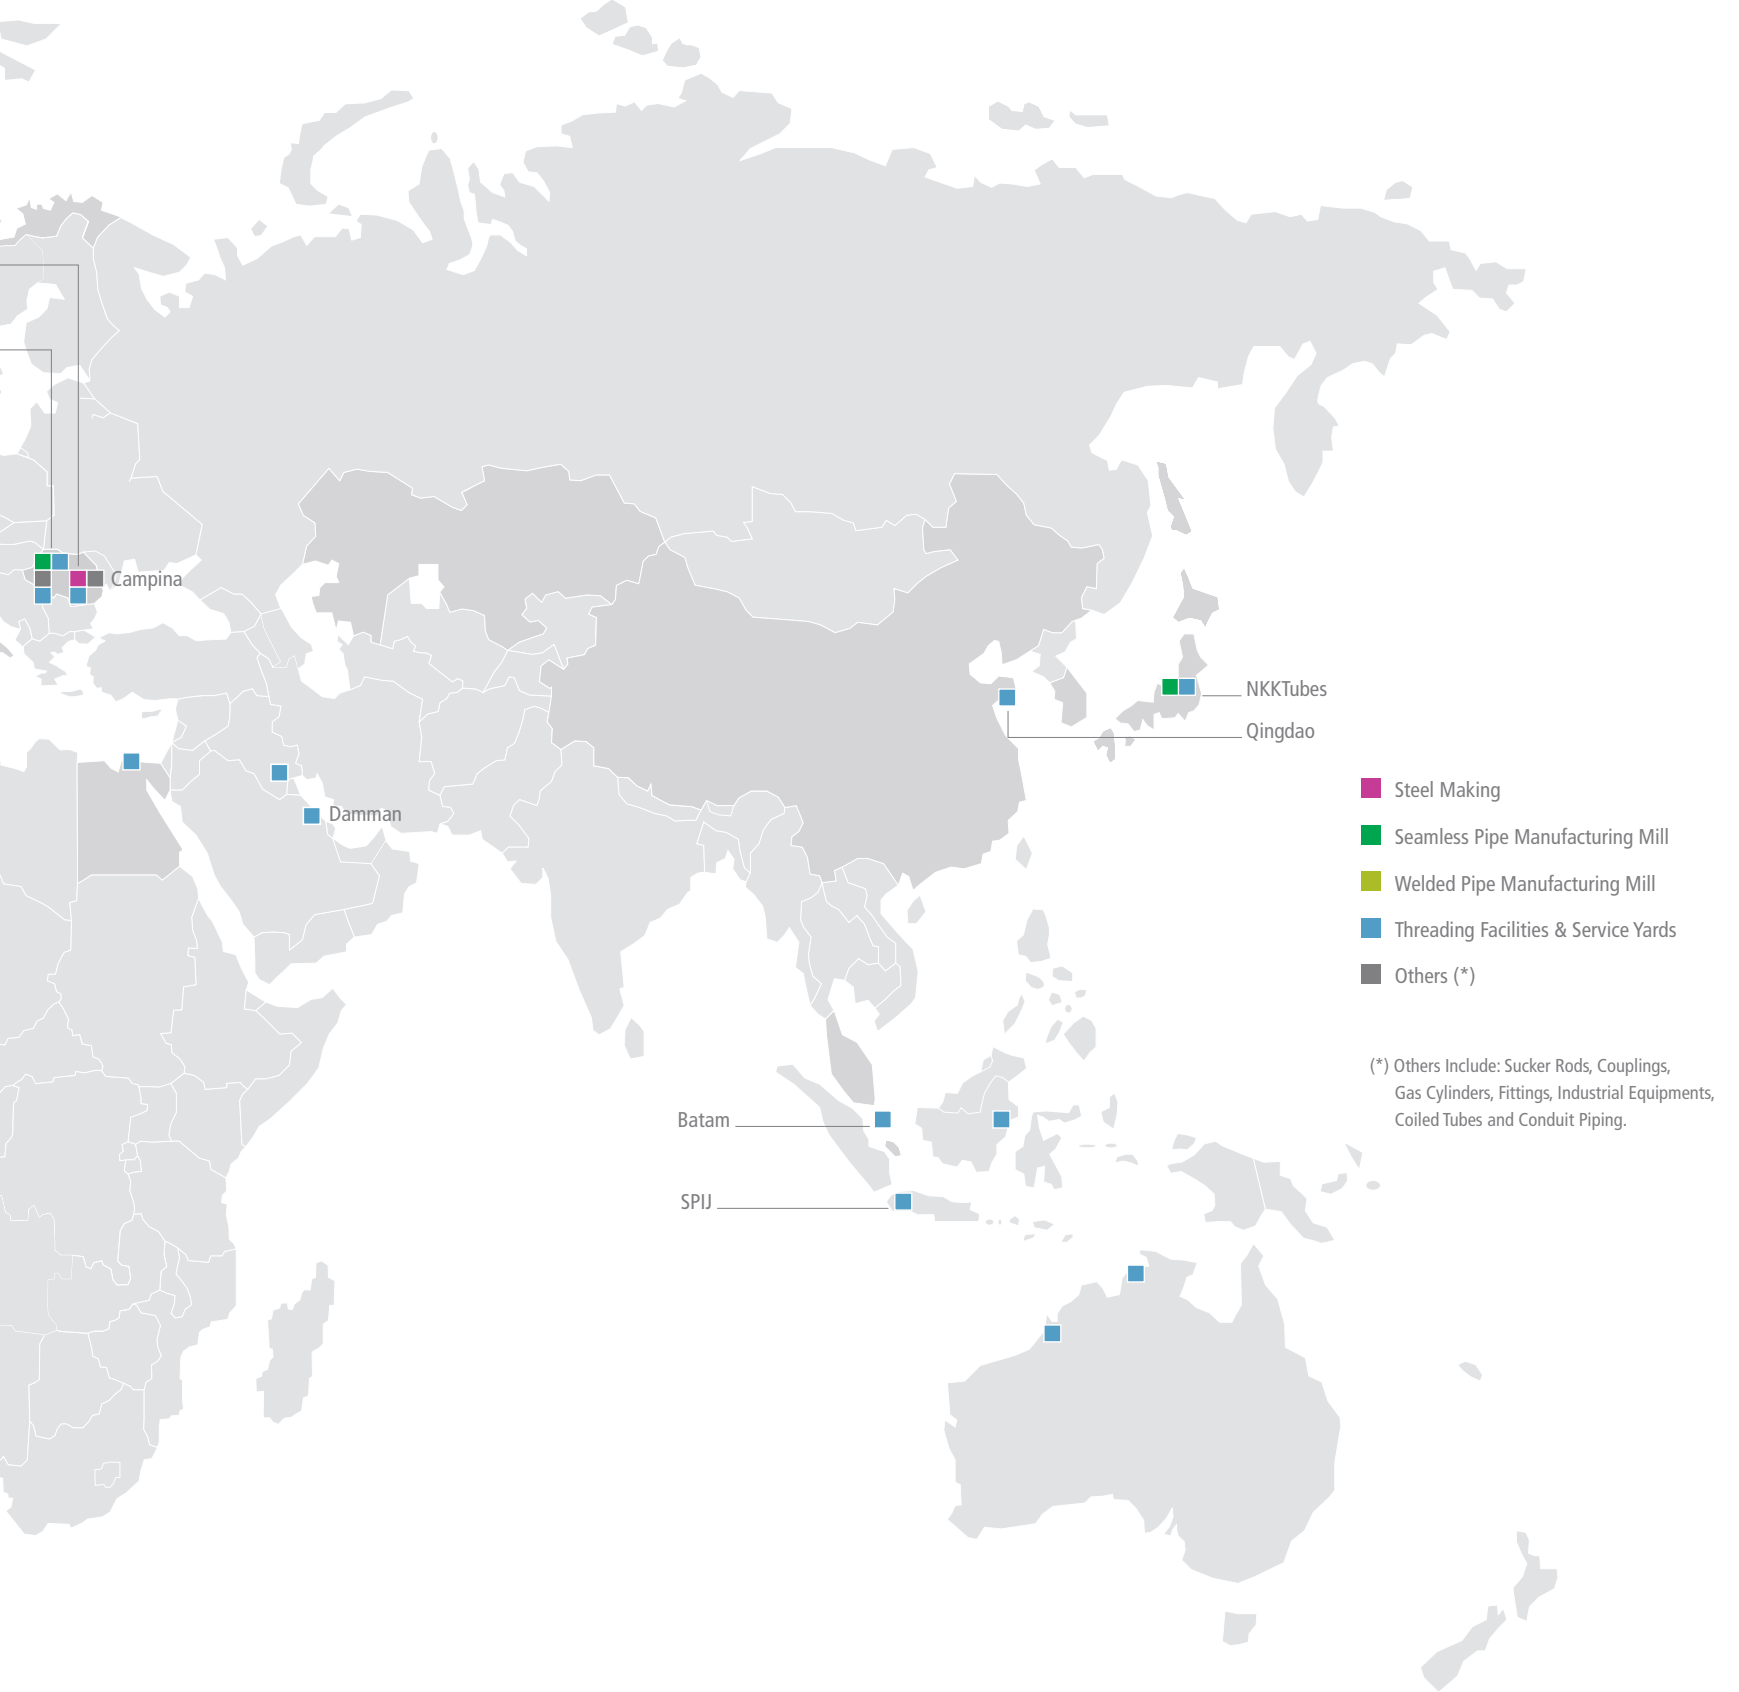 Campina
NKKTubes
Qingdao
Damman
Steel Making
Seamless Pipe Manufacturing Mill
Welded Pipe Manufacturing Mill
Threading Facilities & Service Yards
Others (*)
(*) Others Include: Sucker Rods, Couplings,
Gas Cylinders, Fittings, Industrial Equipments,
Coiled Tubes and Conduit Piping.
Batam
SPIJ